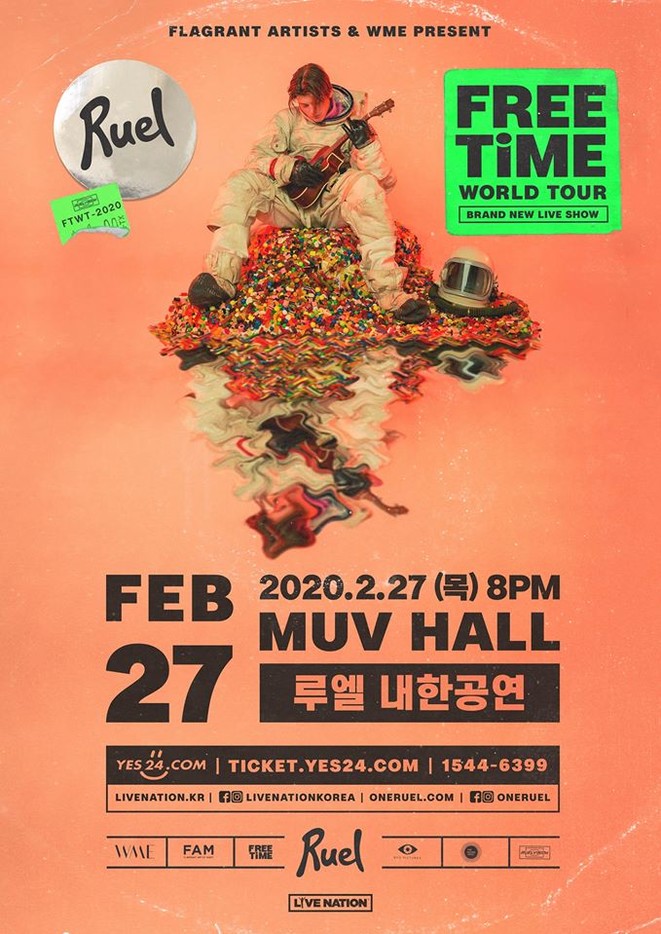 FLAGRANT ARTISTS & WME PRESENT
Ruel
FTWT-2020
FREE
TiME
WORLD TOUR
BRAND NEW LIVE SHOW
FEB
27
2020.2.27 (목) 8PM
MUV HALL
루엘 내한공연
YES24.COM | TICKET.YES24.COM | 1544-6399
LIVENATION.KR | LIVENATIONKOREA | ONERUEL.COM | ONERUEL
WME
FAM
FREE
TIME
Ruel
LIVE NATION